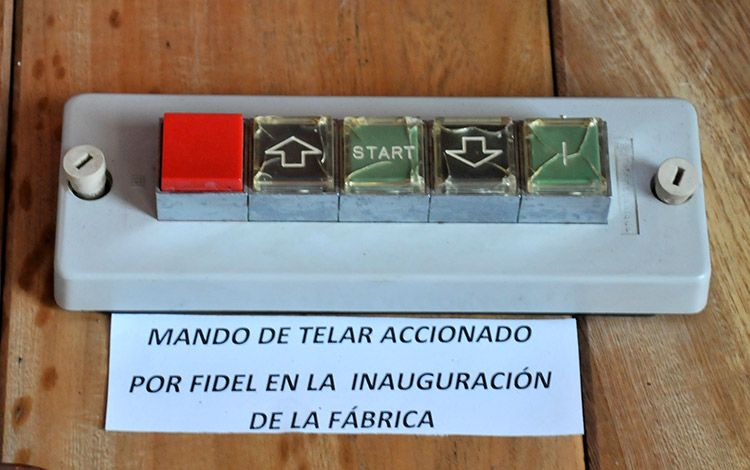 START
I
MANDO DE TELAR ACCIONADO
POR FIDEL EN LA INAUGURACIÓN
DE LA FÁBRICA